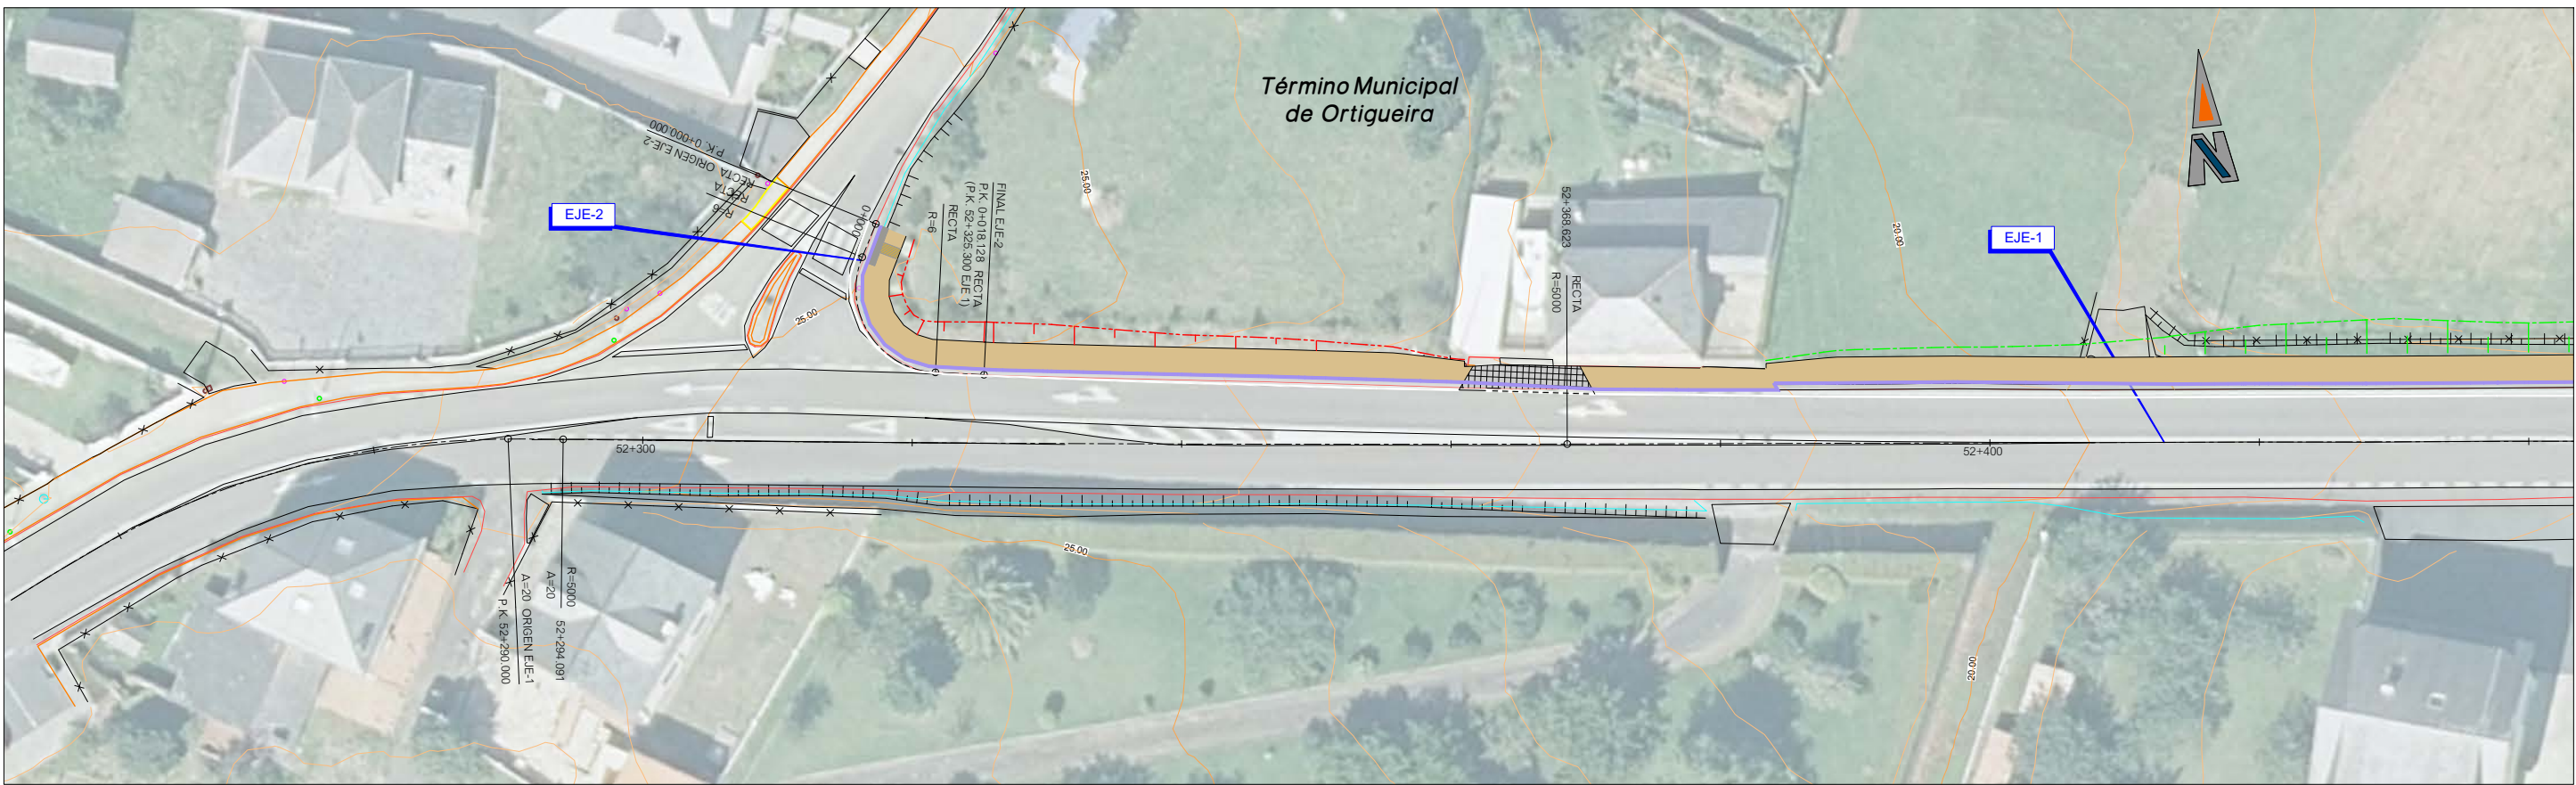 Término Municipal
de Ortigueira
P.K. 0+000.000
ORIGEN EJE-2
RECTA
RECTA
R=6
EJE-2
0+000
FINAL EJE-2
P.K. 0+018.128 RECTA
(P.K. 52+325.300 EJE 1)
RECTA
R=6
25.00
25.00
52+368.623
RECTA
R=5000
20.00
EJE-1
N
52+300
52+400
R=5000
A=20
52+294.091
A=20 ORIGEN EJE-1
P.K. 52+290.000
25.00
20.00